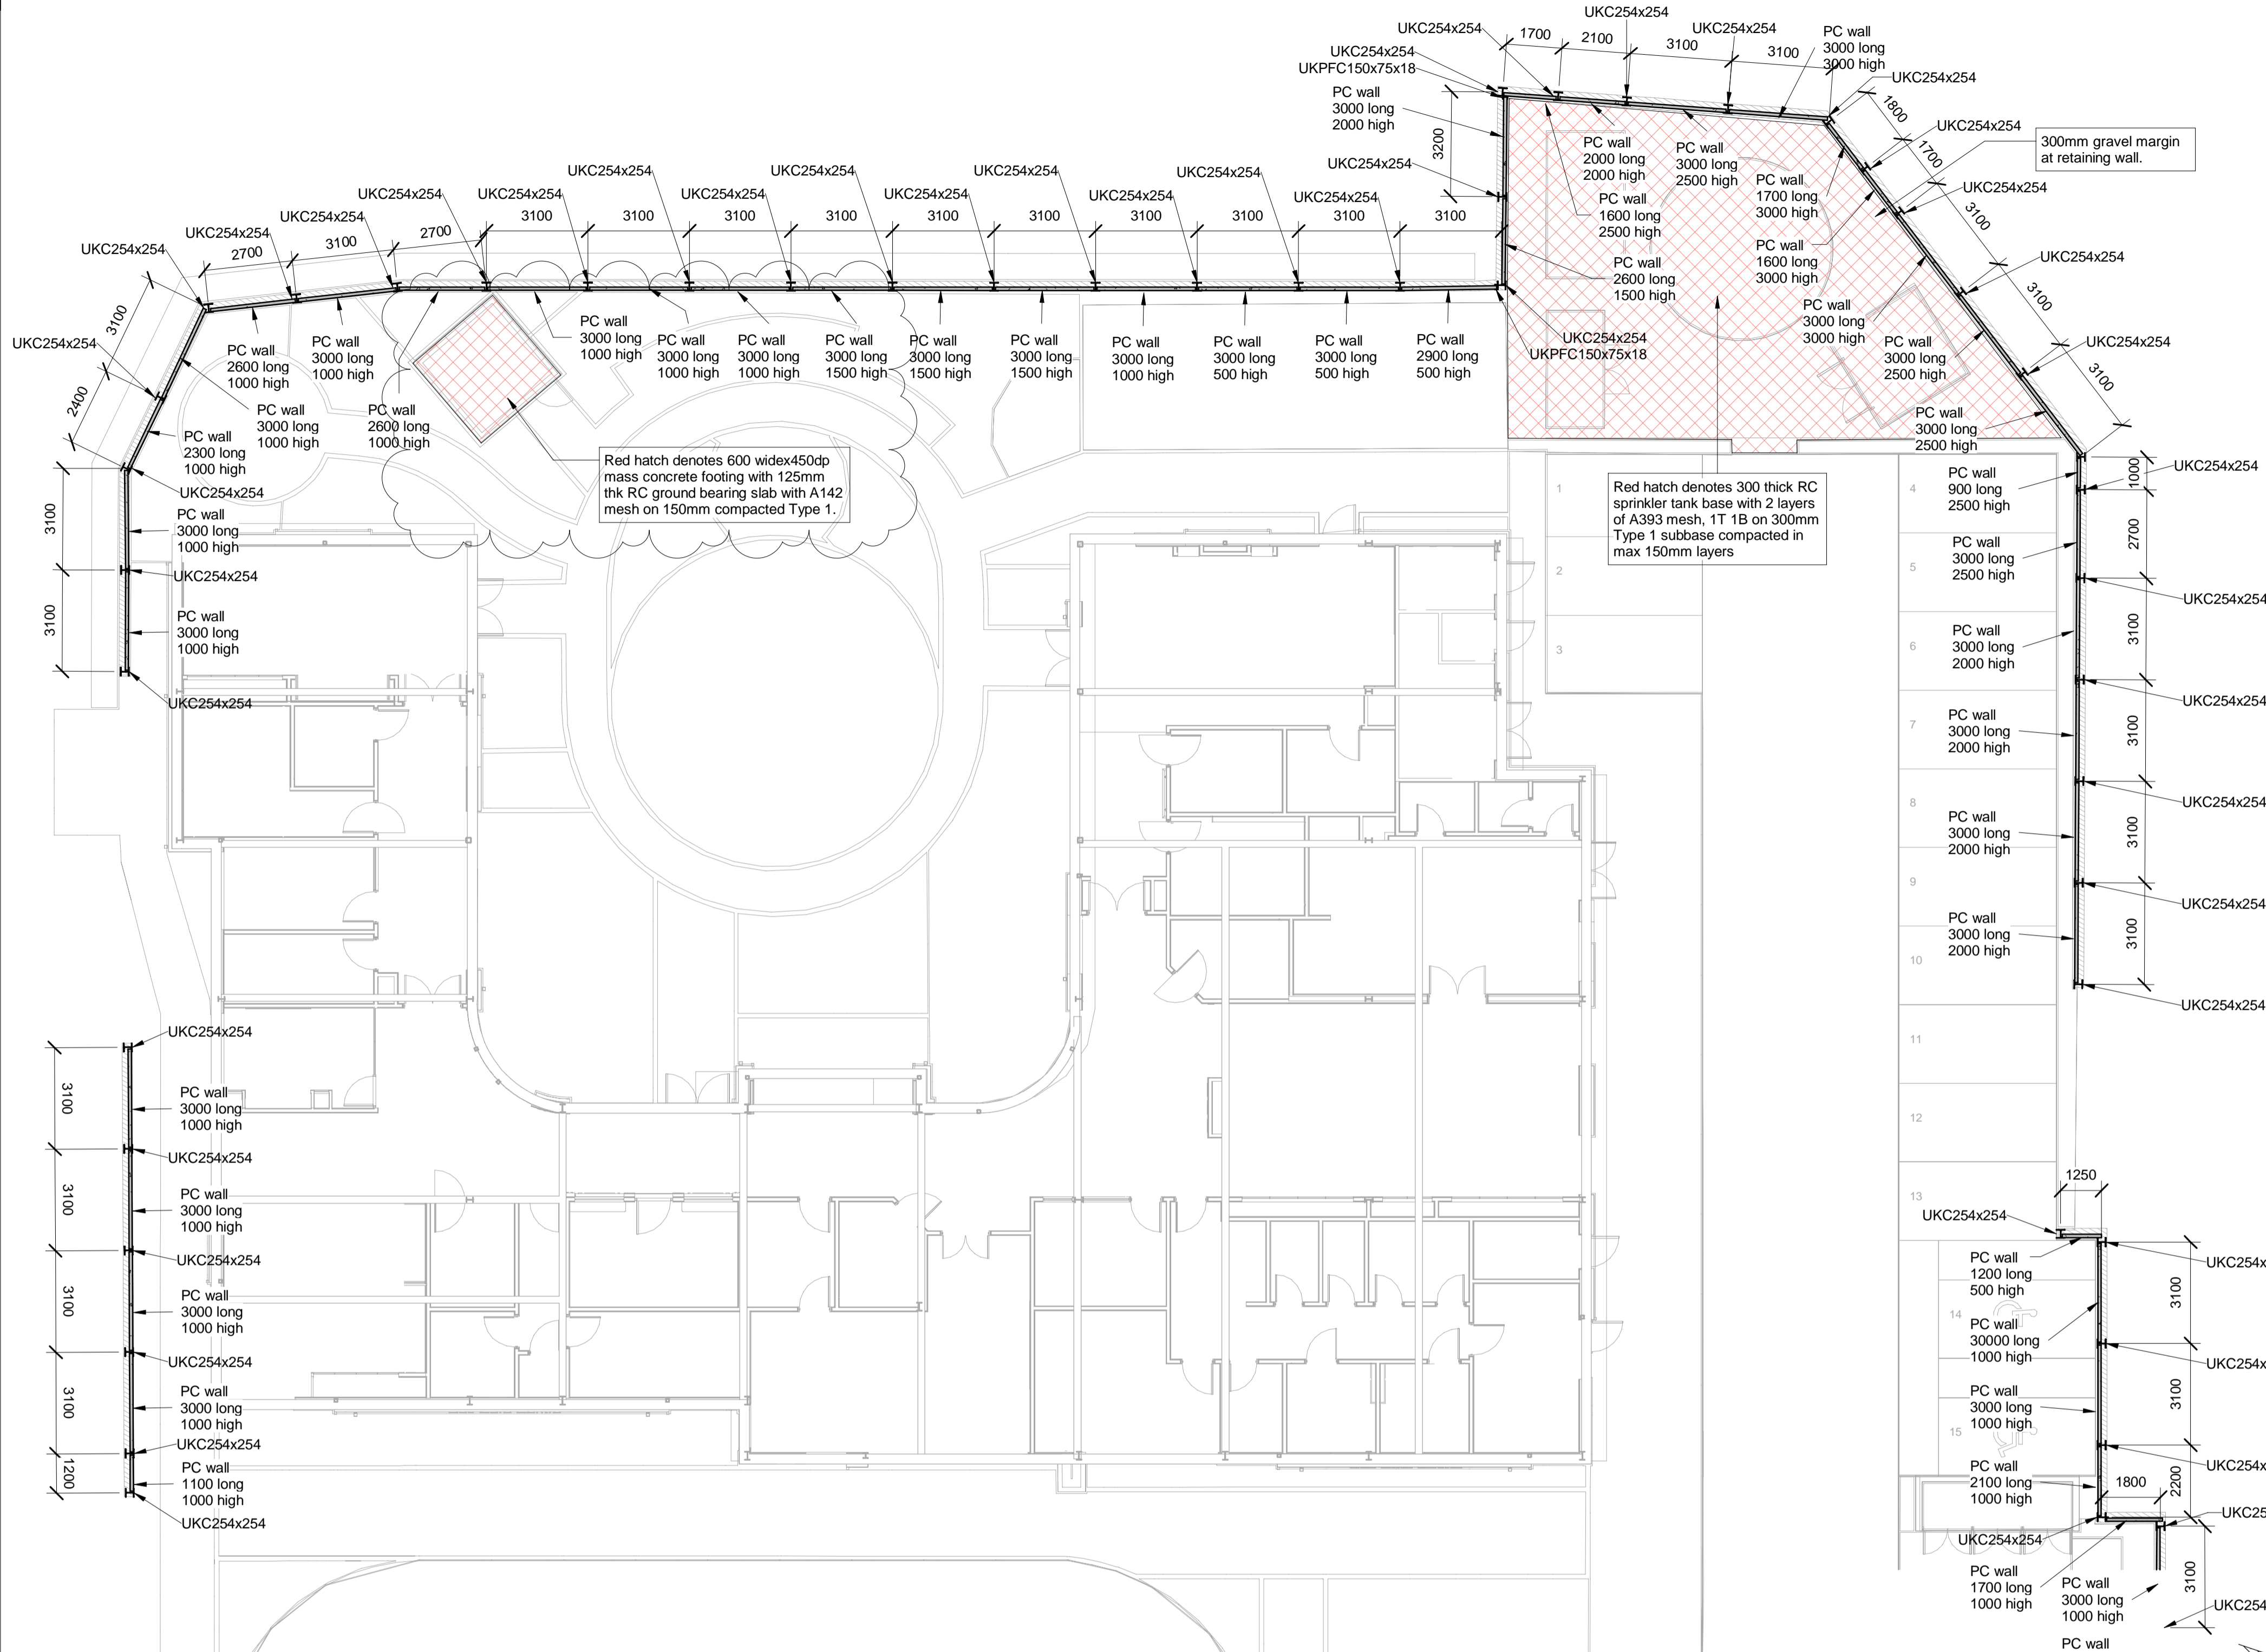 UKC254x254
UKC254x254
UKC254x254
PC wall
3000 long
3000 high
1700
2100
3100
3100
UKC254x254
UKPFC150x75x18
UKC254x254
PC wall
3000 long
2000 high
3200
UKC254x254
1800
UKC254x254
1700
UKC254x254
300mm gravel margin
at retaining wall.
3100
UKC254x254
3100
UKC254x254
3100
PC wall
2000 long
2000 high
PC wall
3000 long
2500 high
PC wall
1600 long
2500 high
PC wall
1700 long
3000 high
PC wall
1600 long
3000 high
PC wall
2600 long
1500 high
PC wall
3000 long
3000 high
PC wall
3000 long
2500 high
PC wall
3000 long
2500 high
UKC254x254
UKPFC150x75x18
UKC254x254
UKC254x254
UKC254x254
UKC254x254
UKC254x254
UKC254x254
UKC254x254
UKC254x254
UKC254x254
UKC254x254
UKC254x254
UKC254x254
UKC254x254
2700
3100
2700
3100
3100
3100
3100
3100
3100
3100
3100
3100
3100
3100
UKC254x254
2400
PC wall
2600 long
1000 high
PC wall
3000 long
1000 high
PC wall
3000 long
1000 high
PC wall
3000 long
1000 high
PC wall
3000 long
1000 high
PC wall
3000 long
1500 high
PC wall
3000 long
1500 high
PC wall
3000 long
1500 high
PC wall
3000 long
1000 high
PC wall
3000 long
500 high
PC wall
3000 long
500 high
PC wall
2900 long
500 high
PC wall
3000 long
1000 high
PC wall
2600 long
1000 high
PC wall
2300 long
1000 high
UKC254x254
Red hatch denotes 600 widex450dp
mass concrete footing with 125mm
thk RC ground bearing slab with A142
mesh on 150mm compacted Type 1.
Red hatch denotes 300 thick RC
sprinkler tank base with 2 layers
of A393 mesh, 1T 1B on 300mm
Type 1 subbase compacted in
max 150mm layers
3100
PC wall
3000 long
1000 high
UKC254x254
3100
PC wall
3000 long
1000 high
UKC254x254
1
2
3
4
5
6
7
8
9
10
11
12
13
14
15
PC wall
900 long
2500 high
1000
UKC254x254
2700
PC wall
3000 long
2500 high
UKC254x254
PC wall
3000 long
2000 high
3100
UKC254x254
PC wall
3000 long
2000 high
3100
UKC254x254
PC wall
3000 long
2000 high
3100
UKC254x254
PC wall
3000 long
2000 high
3100
UKC254x254
UKC254x254
3100
PC wall
3000 long
1000 high
UKC254x254
3100
PC wall
3000 long
1000 high
UKC254x254
3100
PC wall
3000 long
1000 high
UKC254x254
3100
PC wall
3000 long
1000 high
UKC254x254
1200
PC wall
1100 long
1000 high
UKC254x254
1250
UKC254x254
PC wall
1200 long
500 high
UKC254x
3100
PC wall
30000 long
1000 high
UKC254x
3100
PC wall
3000 long
1000 high
UKC254x
PC wall
2100 long
1000 high
2200
1800
UKC25
UKC254x254
PC wall
1700 long
1000 high
PC wall
3000 long
1000 high
3100
UKC254
PC wall